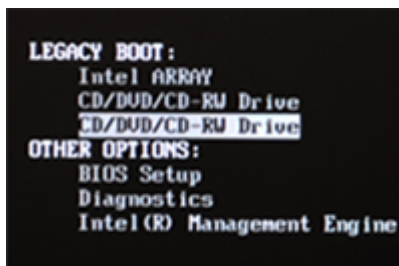 LEGACY BOOT:
Intel ARRAY
CD/DVD/CD-RW Drive
CD/DVD/CD-RW Drive
OTHER OPTIONS:
BIOS Setup
Diagnostics
Intel(R) Management Engine